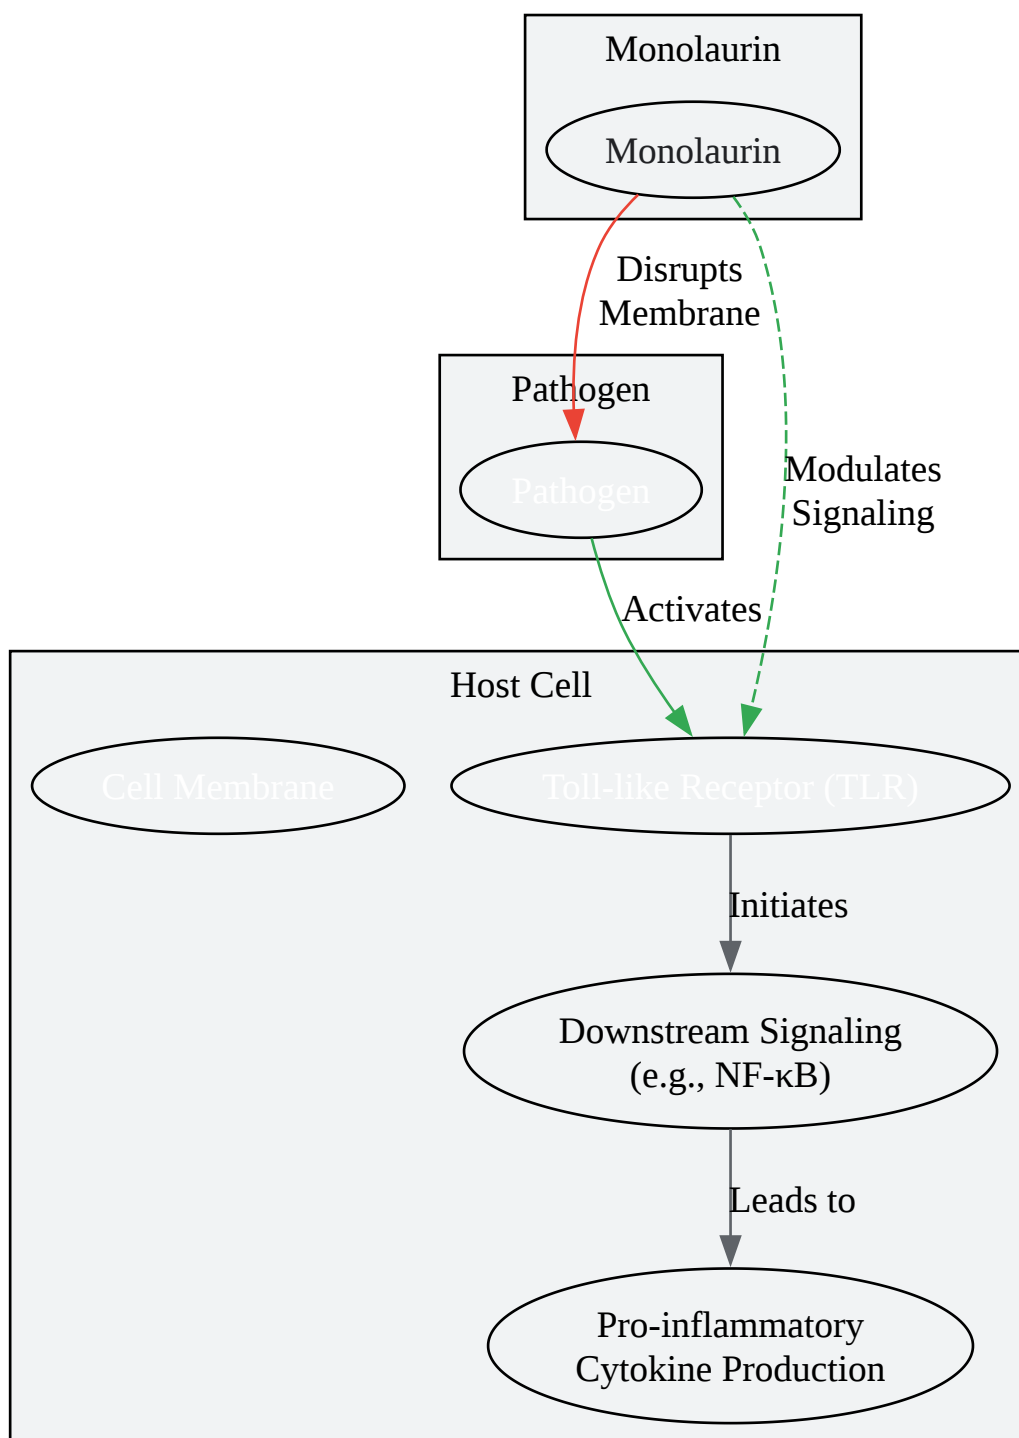 Monolaurin
Monolaurin
Disrupts
Membrane
Pathogen
Pathogen
Modulates
Signaling
Activates
Host Cell
Cell Membrane
Toll-like Receptor (TLR)
Initiates
Downstream Signaling
(e.g., NF-κB)
Leads to
Pro-inflammatory
Cytokine Production